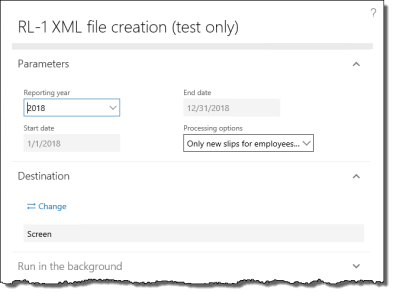 ?
RL-1 XML file creation (test only)
Parameters
Reporting year
End date
2018
12/31/2018
Start date
Processing options
1/1/2018
Only new slips for employees...
Destination
Change
Screen
Run in the background